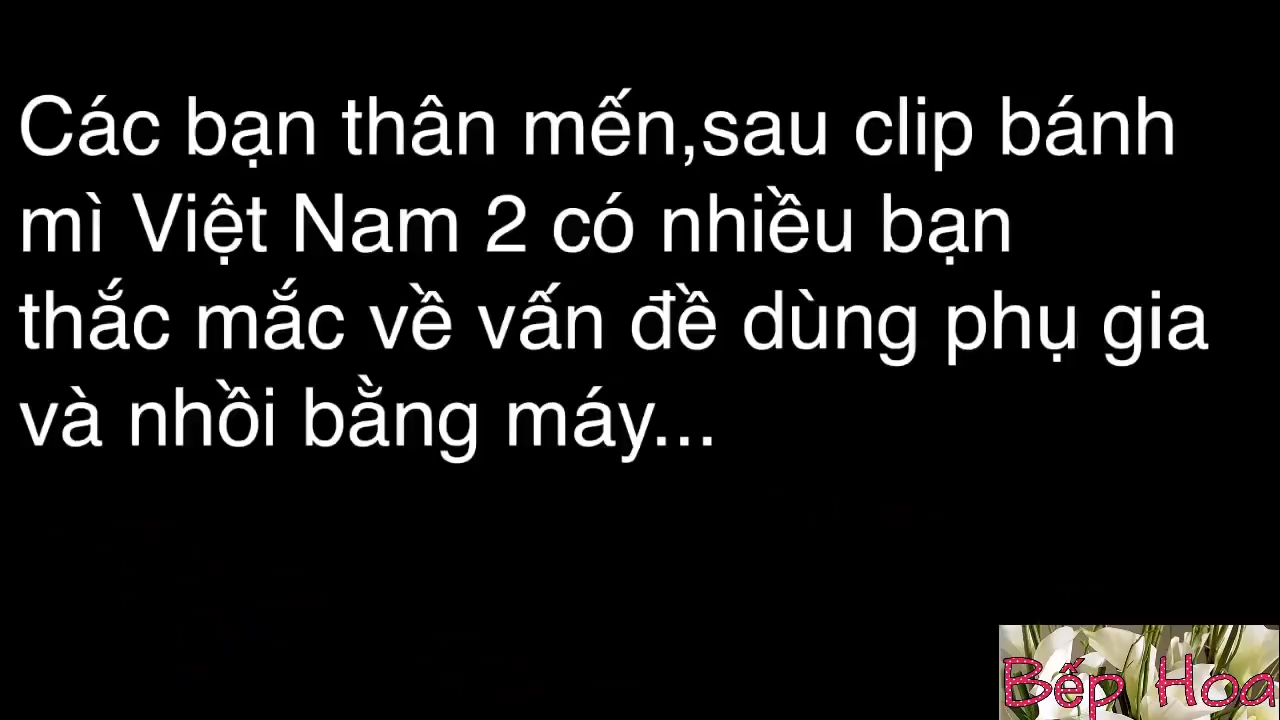 Các bạn thân mến,sau clip bánh
mì Việt Nam 2 có nhiều bạn
thắc mắc về vấn đề dùng phụ gia
và nhồi bằng máy...
Bếp Hoa